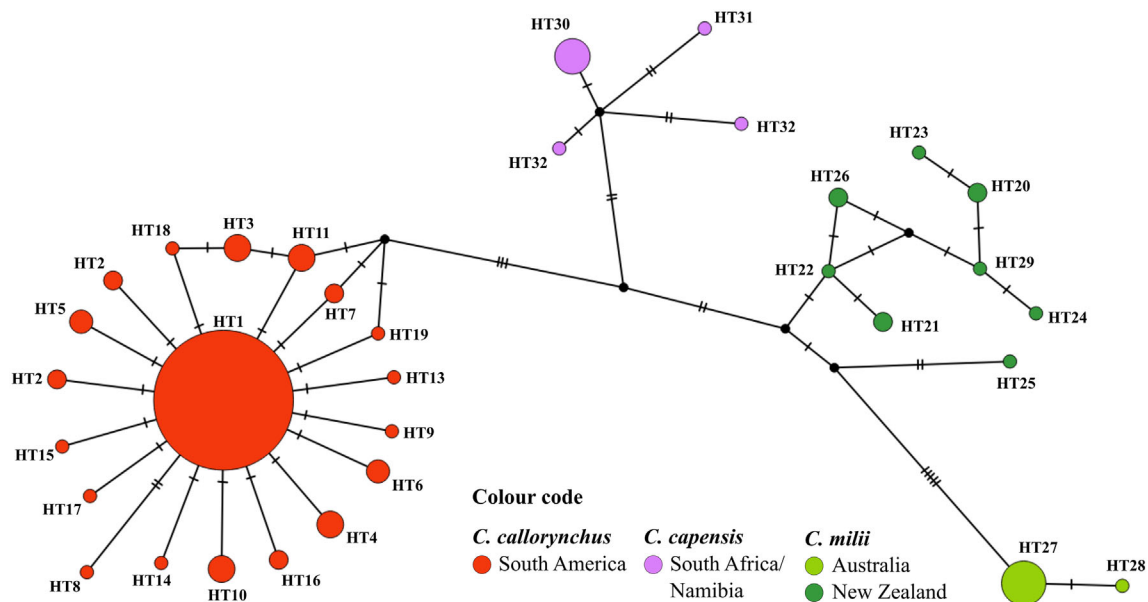 HT30
HT31
HT32
HT32
HT23
HT20
HT26
HT29
HT22
HT24
HT21
HT25
HT18
HT3
HT11
HT2
HT7
HT5
HT1
HT19
HT2
HT13
HT9
HT15
HT6
HT17
HT4
HT8
HT14
HT10
HT16
HT27
HT28
Colour code
C. callorynchus
South America
C. capensis
South Africa/
Namibia
C. milii
Australia
New Zealand